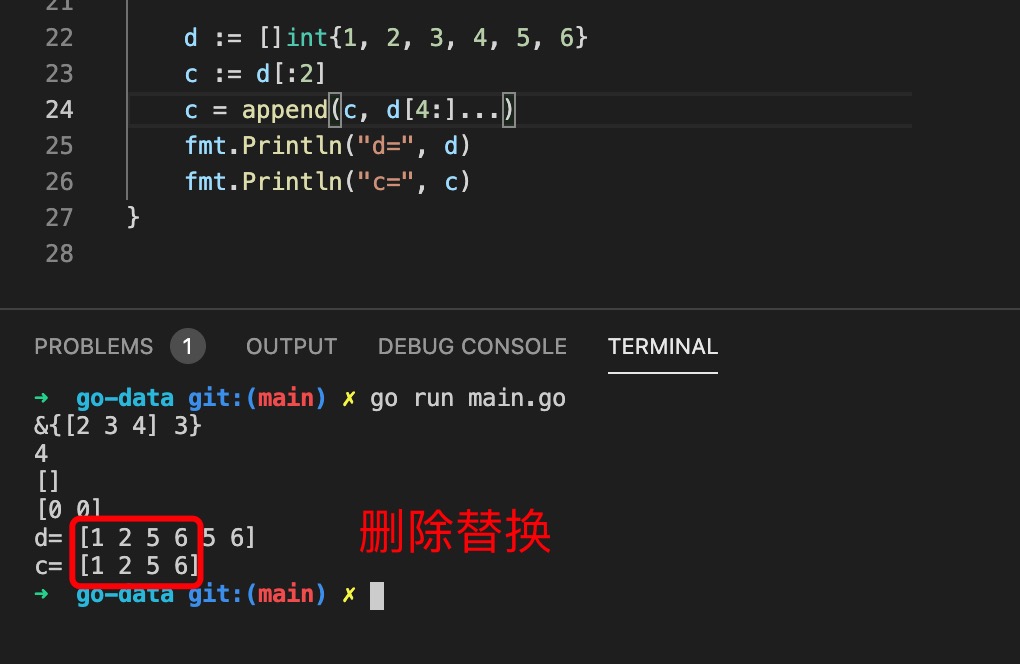 21
22 d := []int{1, 2, 3, 4, 5, 6}
23 c := d[:2]
24 c = append(c, d[4:]...)
25 fmt.Println("d=", d)
26 fmt.Println("c=", c)
27 }
28
PROBLEMS 1 OUTPUT DEBUG CONSOLE TERMINAL
➜ go-data git:(main) ✗ go run main.go
&{[2 3 4] 3}
4
[]
[0 0]
d= [1 2 5 6 5 6]
删除替换
c= [1 2 5 6]
➜ go-data git:(main) ✗